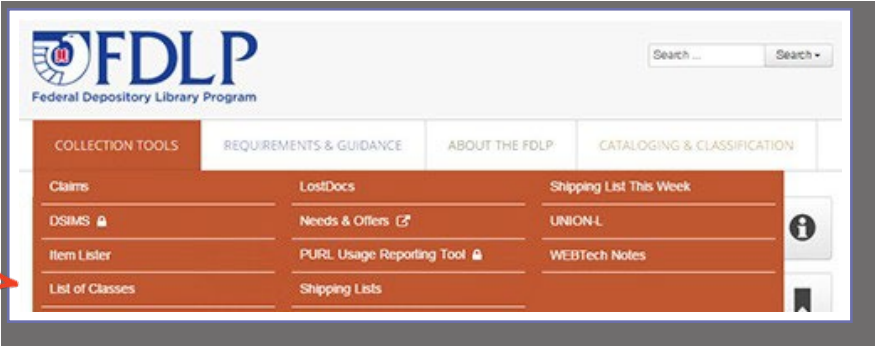 FDLP
Federal Depository Library Program
Search ... Search
COLLECTION TOOLS REQUIREMENTS & GUIDANCE ABOUT THE FDLP CATALOGING & CLASSIFICATION
Claims LostDocs Shipping List This Week
DSIMS Needs & Offers UNION-L
Item Lister PURL Usage Reporting Tool WEBTech Notes
List of Classes Shipping Lists